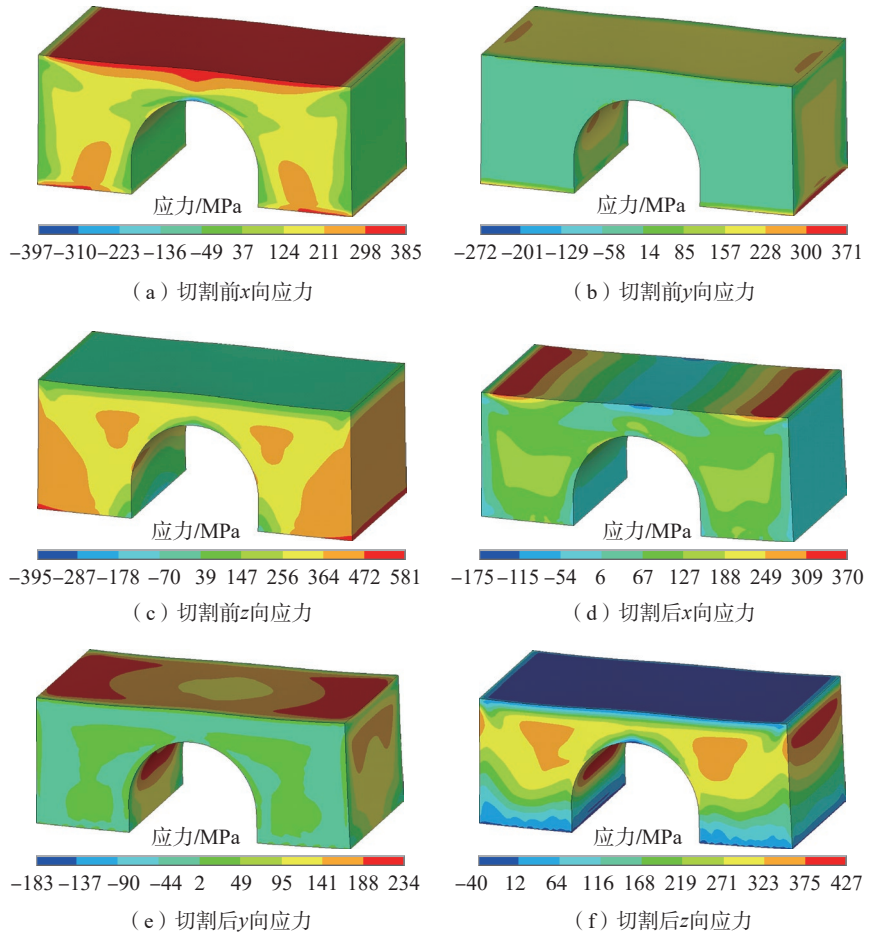 应力/MPa
−397−310−223−136 −49 37 124 211 298 385
（a）切割前x向应力
应力/MPa
−272 −201 −129 −58 14 85 157 228 300 371
（b）切割前y向应力
应力/MPa
−395−287−178 −70 39 147 256 364 472 581
（c）切割前z向应力
应力/MPa
−175 −115 −54 6 67 127 188 249 309 370
（d）切割后x向应力
应力/MPa
−183 −137 −90 −44 2 49 95 141 188 234
（e）切割后y向应力
应力/MPa
−40 12 64 116 168 219 271 323 375 427
（f）切割后z向应力